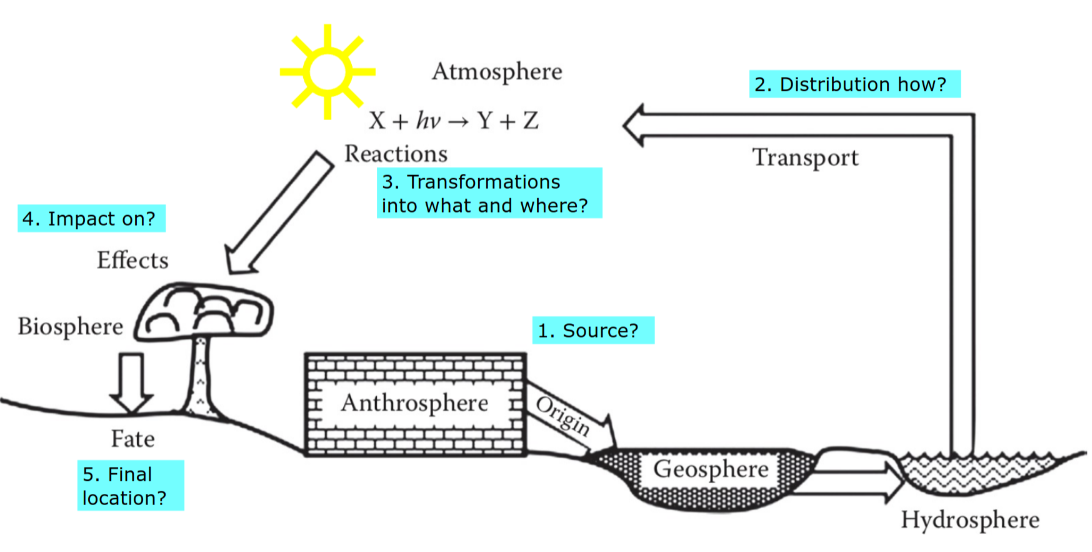 Atmosphere
2. Distribution how?
X + hν → Y + Z
Reactions
Transport
3. Transformations
into what and where?
4. Impact on?
Effects
Biosphere
1. Source?
Anthrosphere
Origin
Fate
5. Final
location?
Geosphere
Hydrosphere